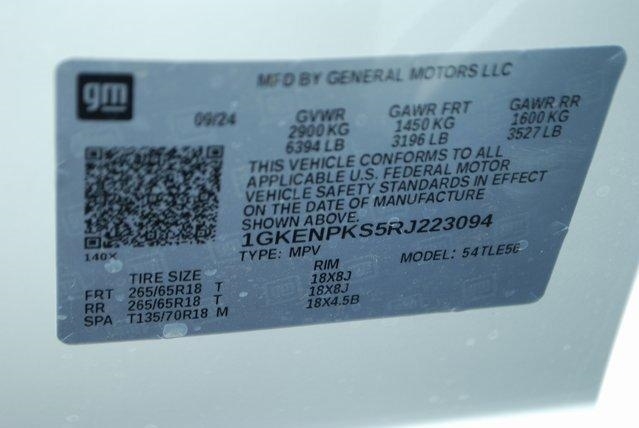 gm
MFD BY GENERAL MOTORS LLC
09/24 GVWR GAWR FRT GAWR RR
2900 KG 1450 KG 1600 KG
6394 LB 3196 LB 3527 LB
THIS VEHICLE CONFORMS TO ALL
APPLICABLE U.S. FEDERAL MOTOR
VEHICLE SAFETY STANDARDS IN EFFECT
ON THE DATE OF MANUFACTURE
SHOWN ABOVE.
1GKENPKS5RJ223094
140X TYPE: MPV MODEL: 54TLE56
TIRE SIZE RIM
FRT 265/65R18 T 18X8J
RR 265/65R18 T 18X8J
SPA T135/70R18 M 18X4.5B